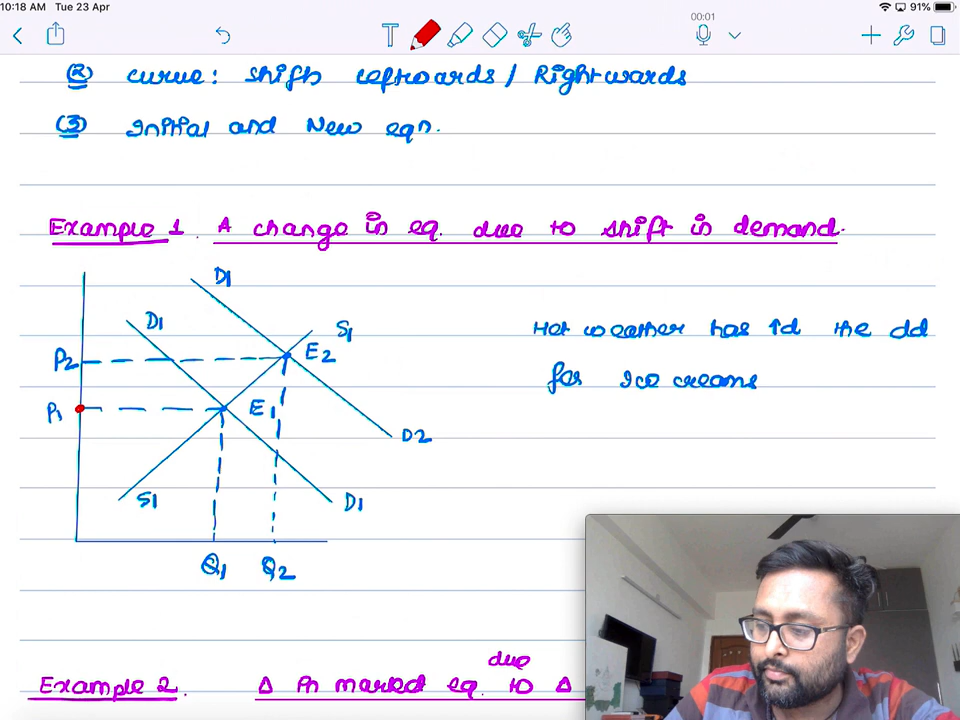 10:18 AM Tue 23 Apr
91%
00:01
T
(2) curve: shifts leftwards / Rightwards
(3) Initial and New eqn.
Example 1. A change in eq. due to shift in demand.
D1
D1
S1
P2
E2
Hot weather has ↑d the dd
for Ice creams
P1
E1
D2
S1
D1
Q1 Q2
due
Example 2. Δ in market eq. to Δ